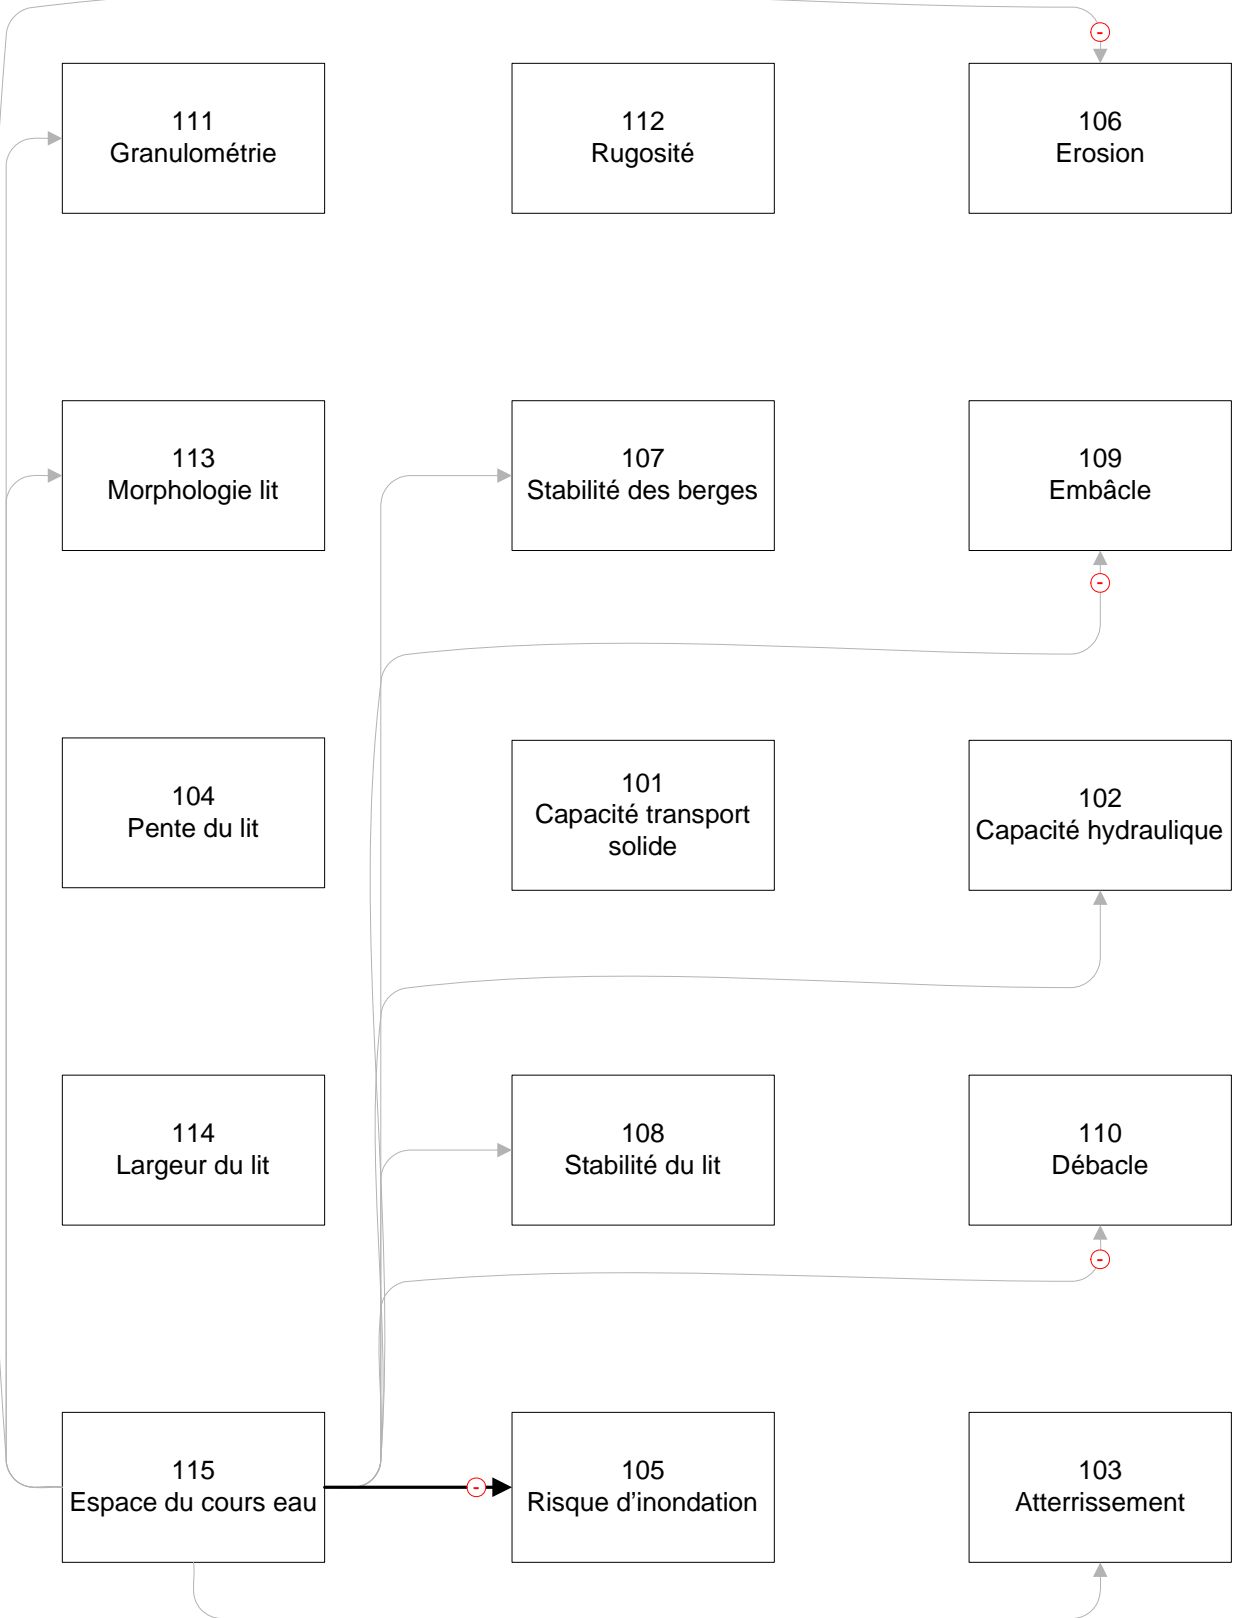 -
111
Granulométrie
112
Rugosité
106
Erosion
113
Morphologie lit
107
Stabilité des berges
109
Embâcle
-
104
Pente du lit
101
Capacité transport
solide
102
Capacité hydraulique
114
Largeur du lit
108
Stabilité du lit
110
Débacle
-
115
Espace du cours eau
-
105
Risque d'inondation
103
Atterrissement